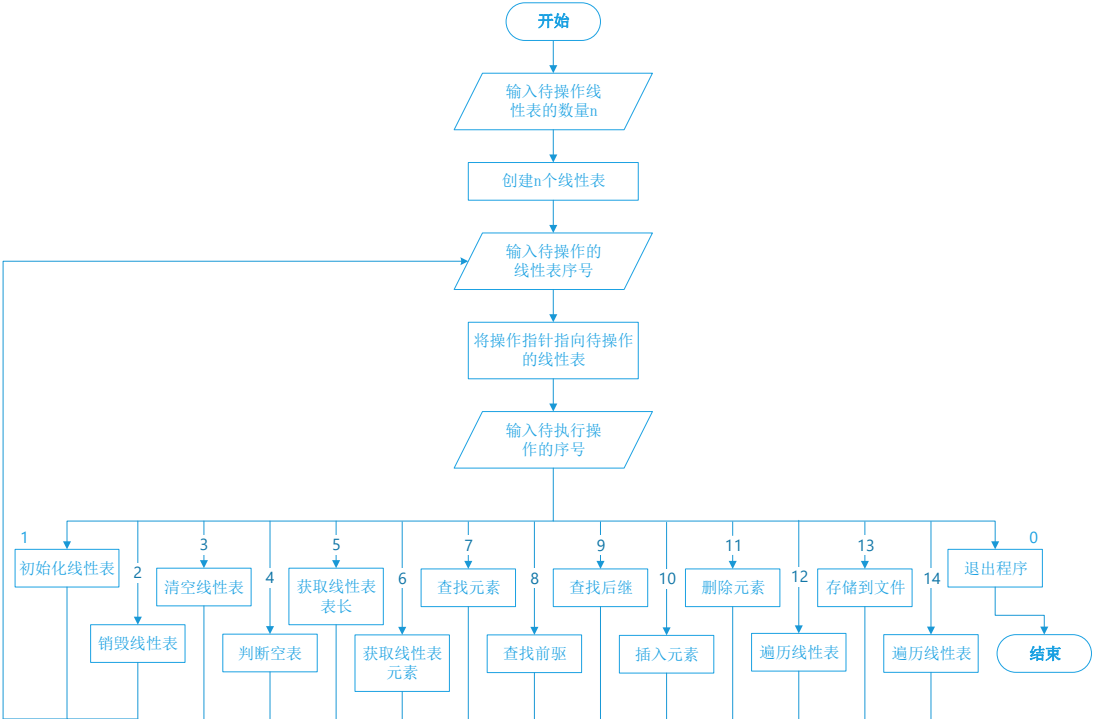 开始
输入待操作线
性表的数量n
创建n个线性表
输入待操作的
线性表序号
将操作指针指向待操作
的线性表
输入待执行操
作的序号
1
初始化线性表
2
销毁线性表
3
清空线性表
4
判断空表
5
获取线性表
表长
6
获取线性表
元素
7
查找元素
8
查找前驱
9
查找后继
10
插入元素
11
删除元素
12
遍历线性表
13
存储到文件
14
遍历线性表
0
退出程序
结束